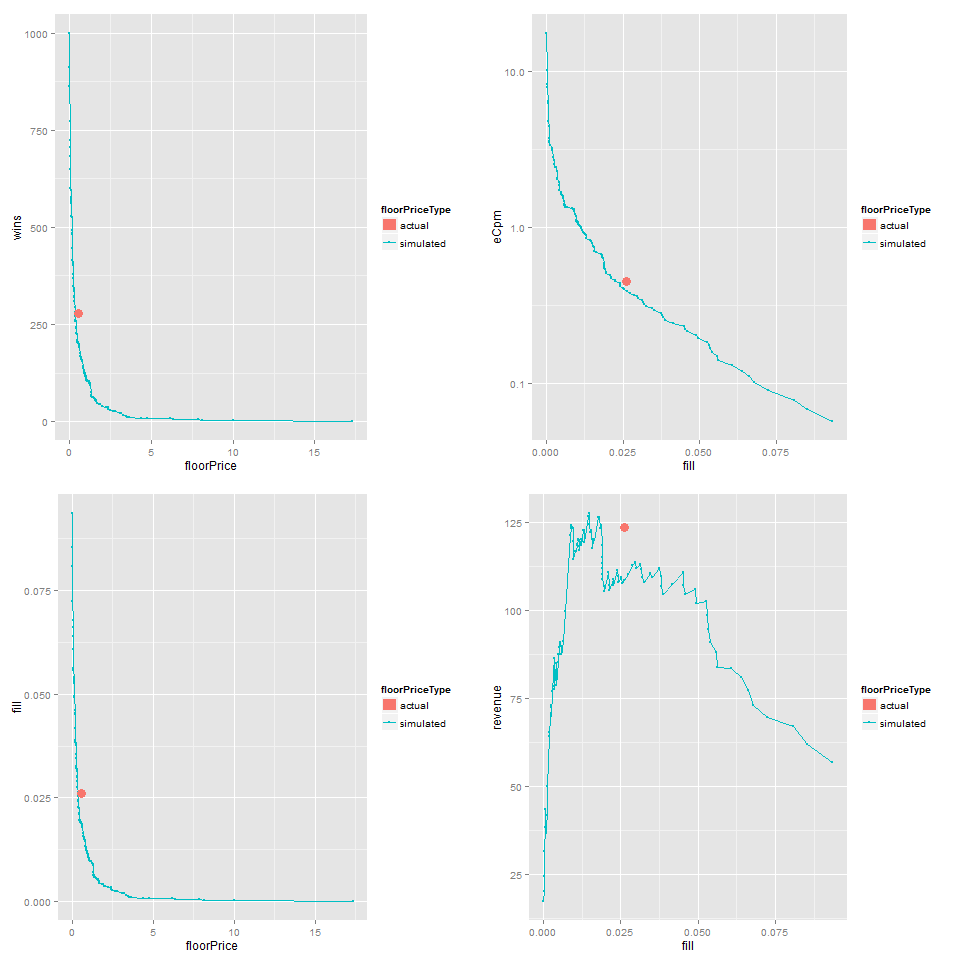 1000
750
500
250
0
wins
0
5
10
15
floorPrice
floorPriceType
actual
simulated
10.0
1.0
0.1
eCpm
0.000
0.025
0.050
0.075
fill
floorPriceType
actual
simulated
0.075
0.050
0.025
0.000
fill
0
5
10
15
floorPrice
floorPriceType
actual
simulated
125
100
75
50
25
revenue
0.000
0.025
0.050
0.075
fill
floorPriceType
actual
simulated